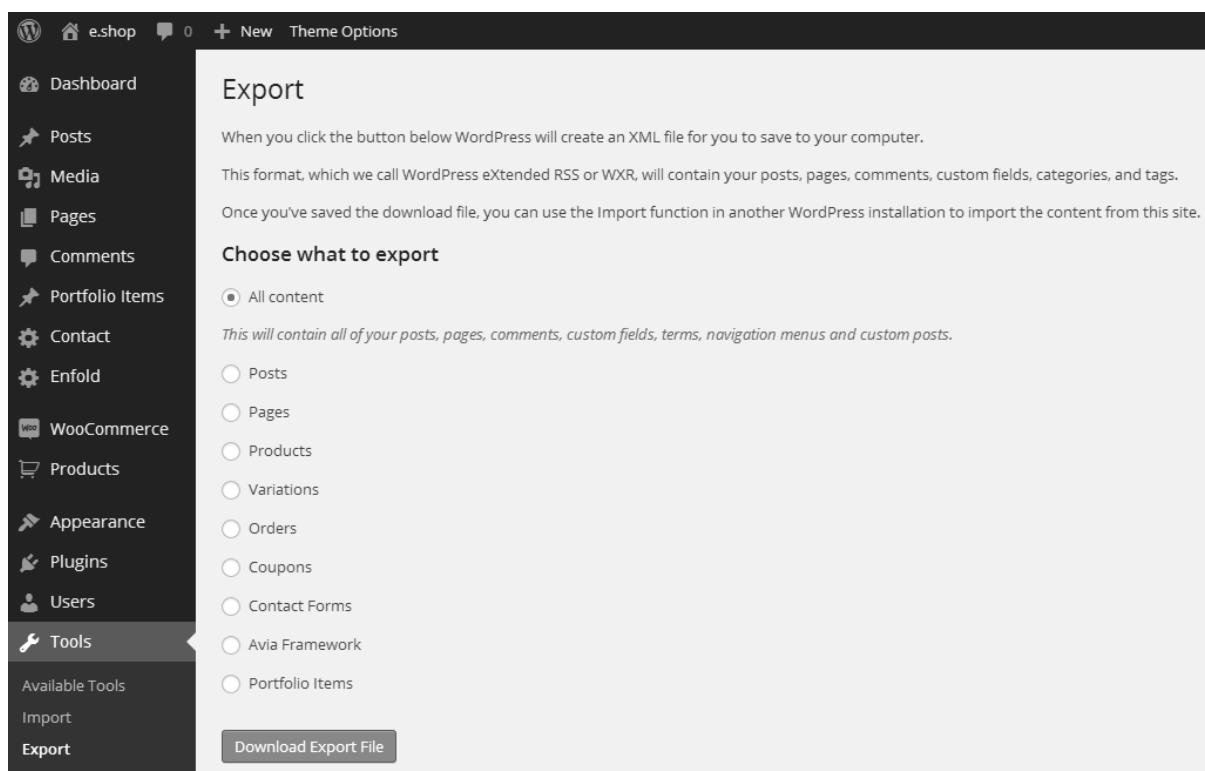 e.shop 0 New Theme Options
Dashboard
Posts
Media
Pages
Comments
Portfolio Items
Contact
Enfold
Woo WooCommerce
Products
Appearance
Plugins
Users
Tools
Available Tools
Import
Export
Export
When you click the button below WordPress will create an XML file for you to save to your computer.
This format, which we call WordPress eXtended RSS or WXR, will contain your posts, pages, comments, custom fields, categories, and tags.
Once you’ve saved the download file, you can use the Import function in another WordPress installation to import the content from this site.
Choose what to export
All content
This will contain all of your posts, pages, comments, custom fields, terms, navigation menus and custom posts.
Posts
Pages
Products
Variations
Orders
Coupons
Contact Forms
Avia Framework
Portfolio Items
Download Export File